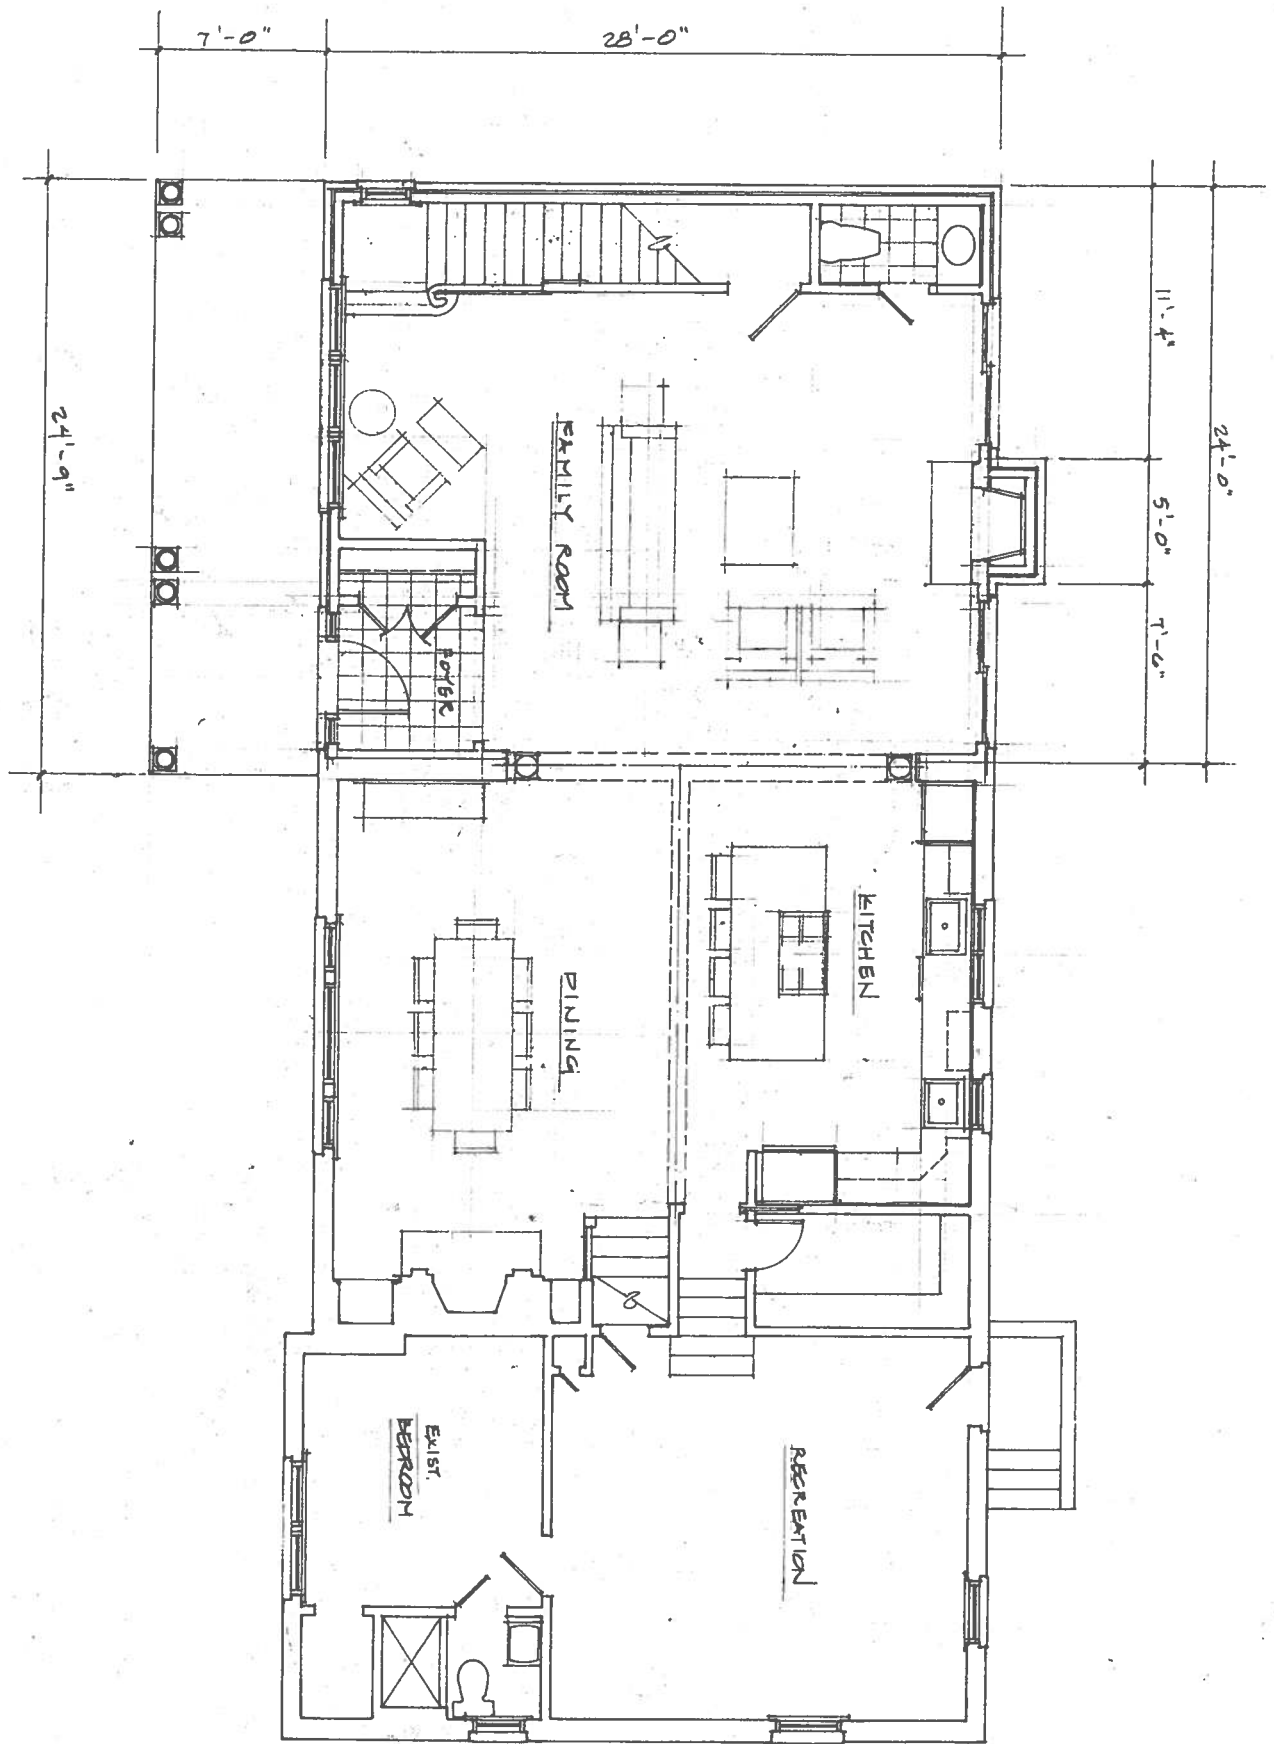 7'-0"
28'-0"
11'-4"
24'-0"
24'-9"
FAMILY ROOM
5'-0"
7'-6"
FOYER
KITCHEN
DINING
EXIST.
BEDROOM
RECREATION